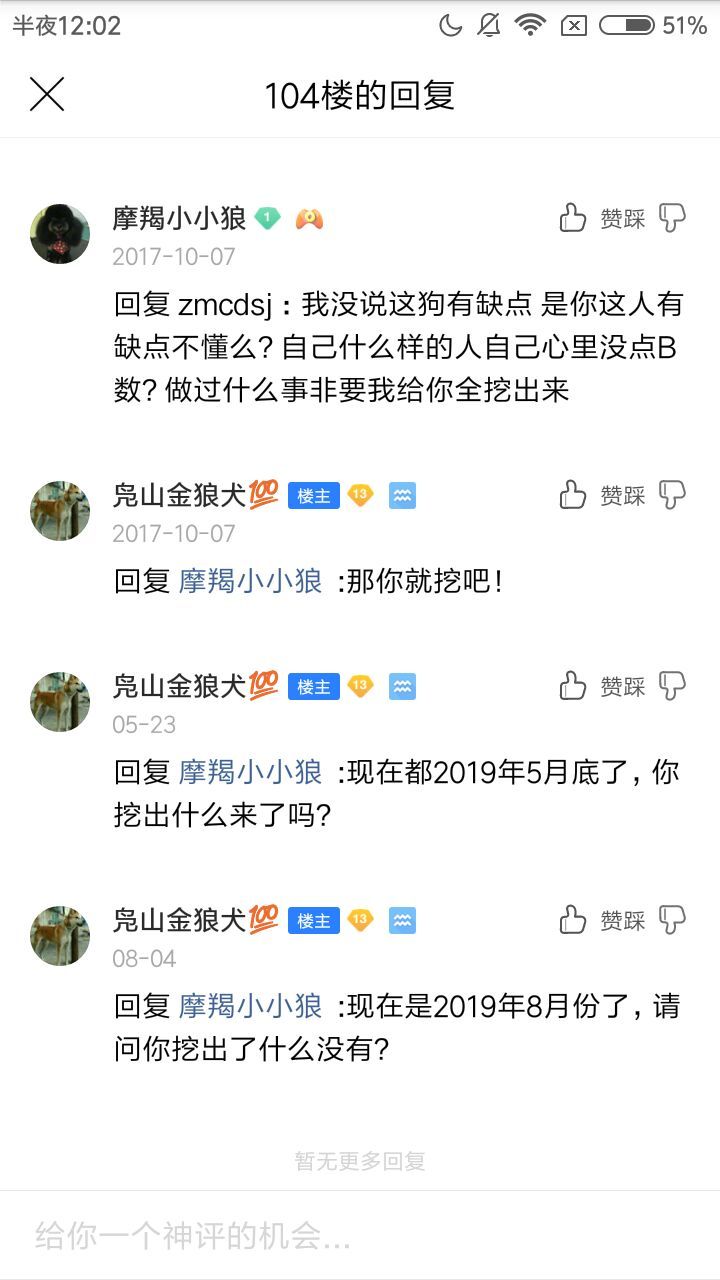 半夜12:02
51%
104楼的回复
摩羯小小狼 1
赞踩
2017-10-07
回复 zmcdsj：我没说这狗有缺点 是你这人有
缺点不懂么? 自己什么样的人自己心里没点B
数? 做过什么事非要我给你全挖出来
凫山金狼犬💯 楼主 13
赞踩
2017-10-07
回复 摩羯小小狼 :那你就挖吧!
凫山金狼犬💯 楼主 13
赞踩
05-23
回复 摩羯小小狼 :现在都2019年5月底了, 你
挖出什么来了吗?
凫山金狼犬💯 楼主 13
赞踩
08-04
回复 摩羯小小狼 :现在是2019年8月份了, 请
问你挖出了什么没有?
暂无更多回复
给你一个神评的机会...